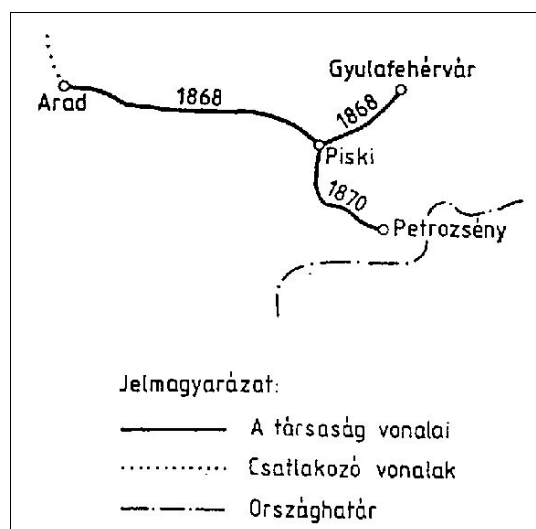 Gyulafehérvár
Arad
1868
1868
Piski
1870
Petrozsény
Jelmagyarázat:
A társaság vonalai
Csatlakozó vonalak
Országhatár